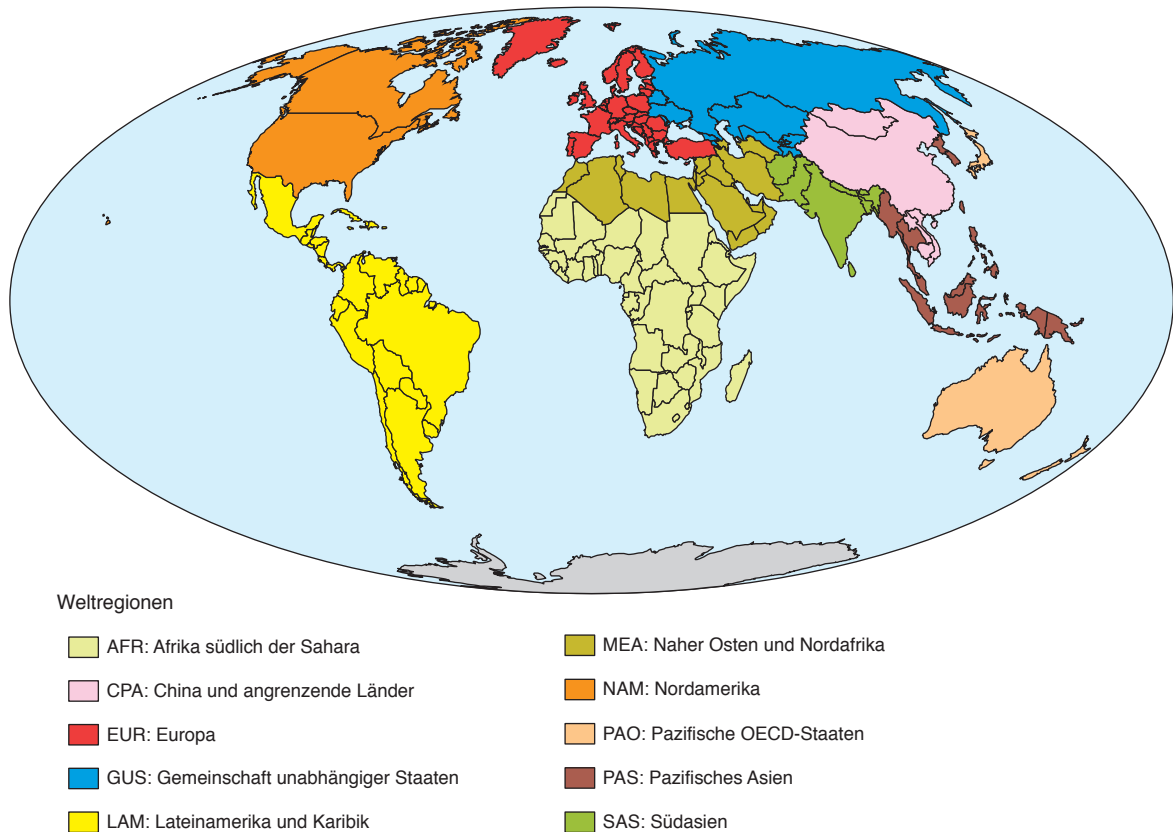 Weltregionen
AFR: Afrika südlich der Sahara
CPA: China und angrenzende Länder
EUR: Europa
GUS: Gemeinschaft unabhängiger Staaten
LAM: Lateinamerika und Karibik
MEA: Naher Osten und Nordafrika
NAM: Nordamerika
PAO: Pazifische OECD-Staaten
PAS: Pazifisches Asien
SAS: Südasien